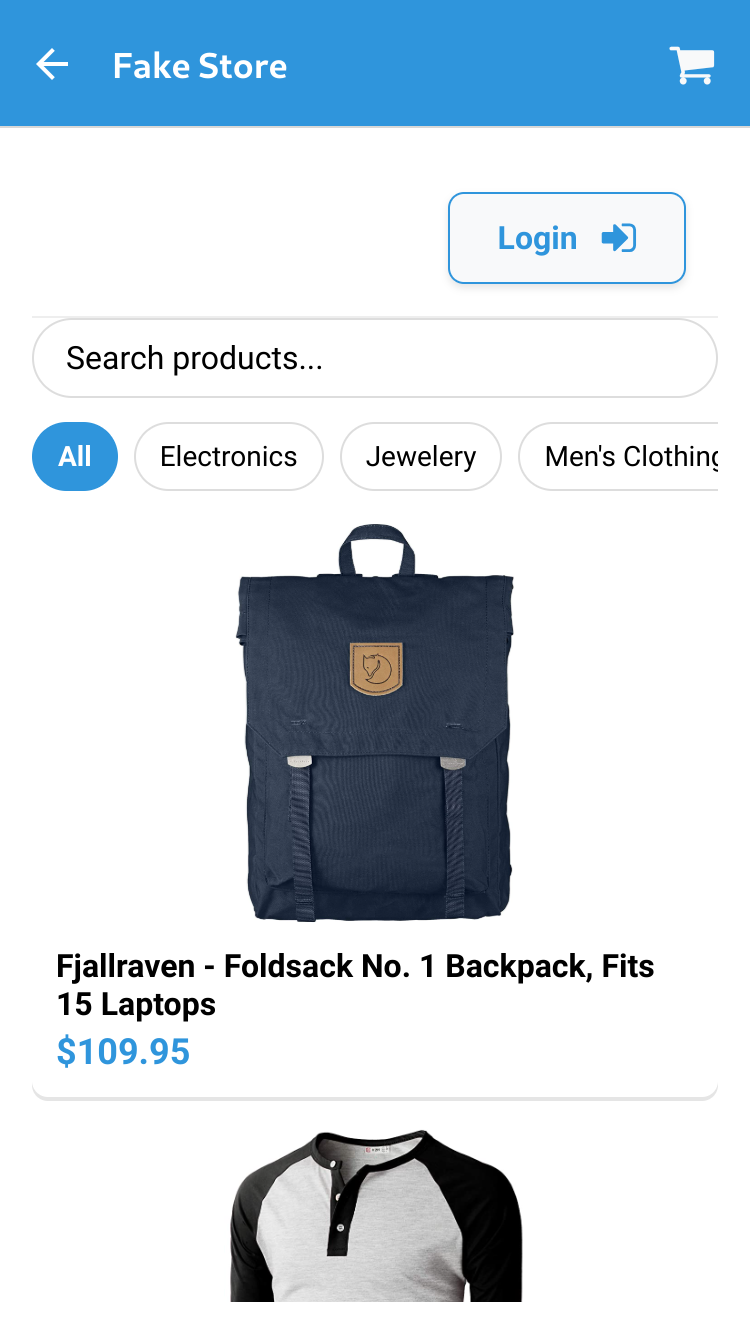 Fake Store
Login
Search products...
All Electronics Jewelery Men's Clothing
Fjallraven - Foldsack No. 1 Backpack, Fits
15 Laptops
$109.95